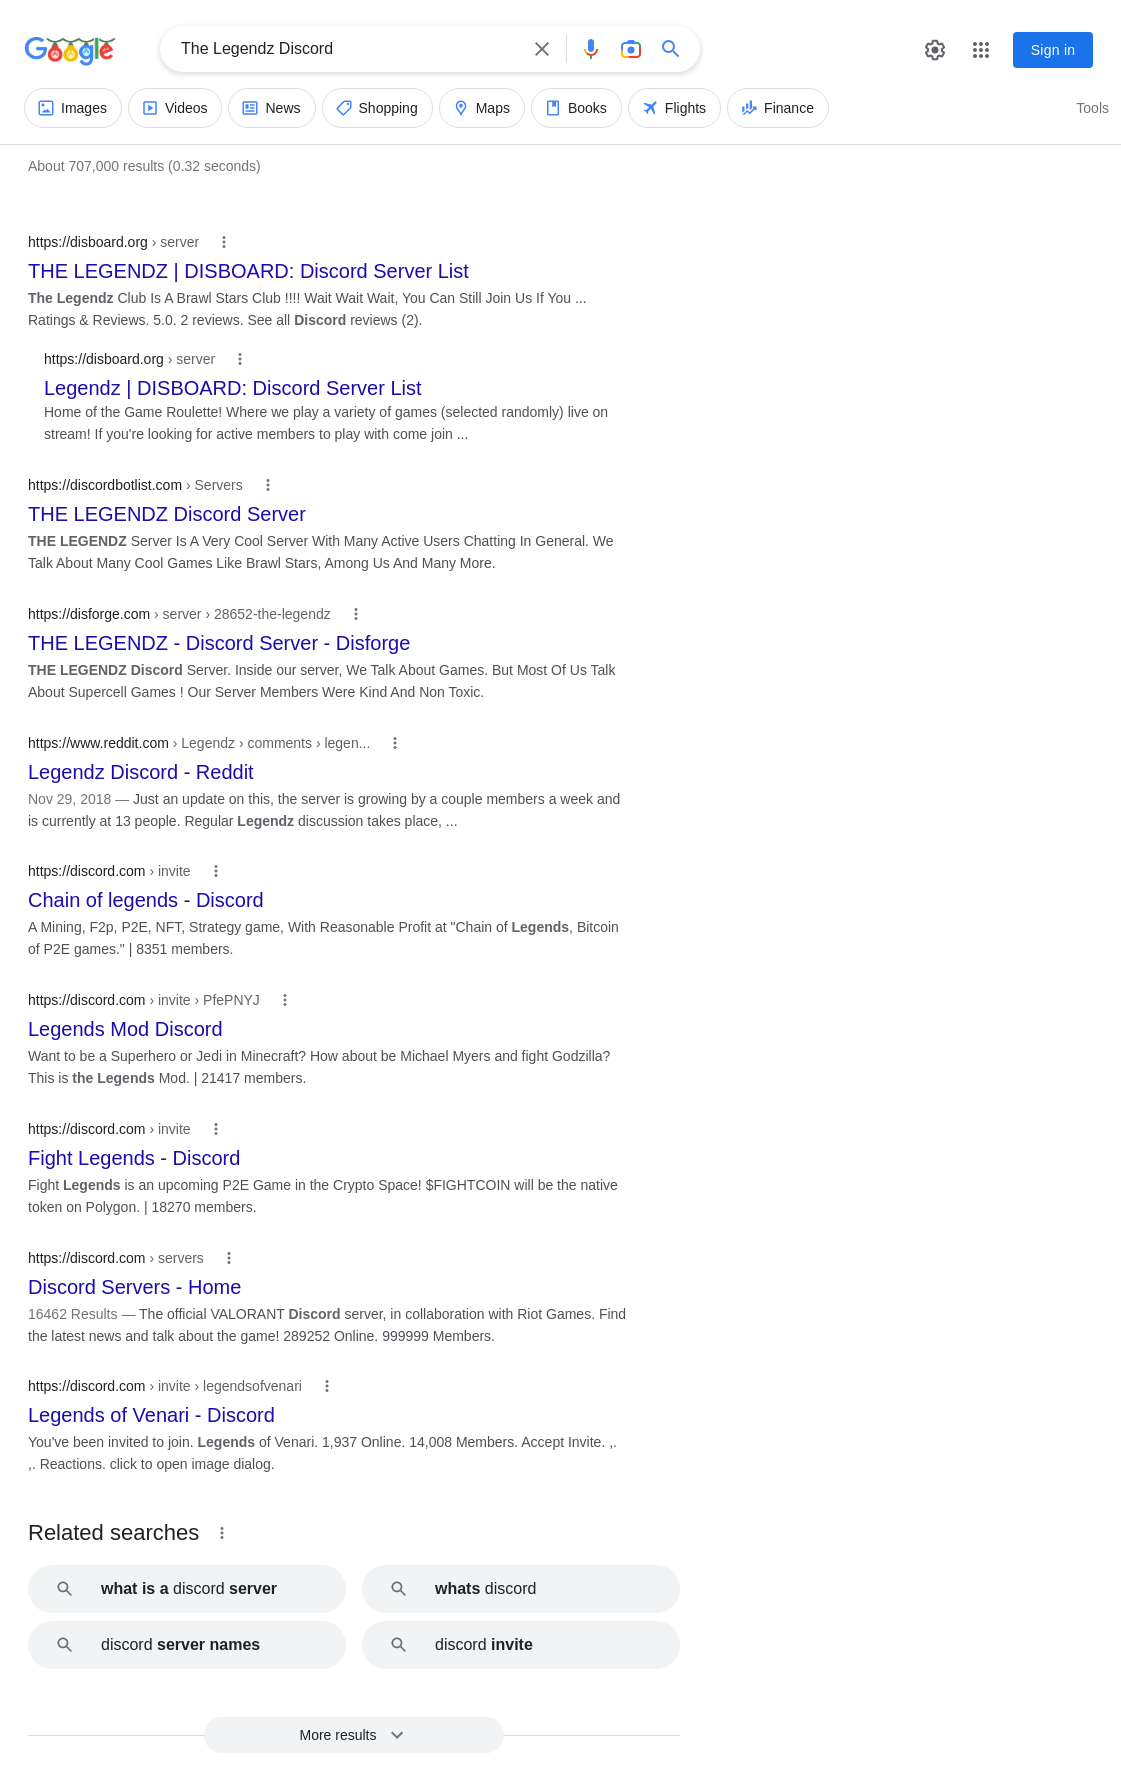 Google
The Legendz Discord
Sign in
Images Videos News Shopping Maps Books Flights Finance Tools
About 707,000 results (0.32 seconds)
https://disboard.org › server
THE LEGENDZ | DISBOARD: Discord Server List
The Legendz Club Is A Brawl Stars Club !!!! Wait Wait Wait, You Can Still Join Us If You ...
Ratings & Reviews. 5.0. 2 reviews. See all Discord reviews (2).
https://disboard.org › server
Legendz | DISBOARD: Discord Server List
Home of the Game Roulette! Where we play a variety of games (selected randomly) live on
stream! If you're looking for active members to play with come join ...
https://discordbotlist.com › Servers
THE LEGENDZ Discord Server
THE LEGENDZ Server Is A Very Cool Server With Many Active Users Chatting In General. We
Talk About Many Cool Games Like Brawl Stars, Among Us And Many More.
https://disforge.com › server › 28652-the-legendz
THE LEGENDZ - Discord Server - Disforge
THE LEGENDZ Discord Server. Inside our server, We Talk About Games. But Most Of Us Talk
About Supercell Games ! Our Server Members Were Kind And Non Toxic.
https://www.reddit.com › Legendz › comments › legen...
Legendz Discord - Reddit
Nov 29, 2018 — Just an update on this, the server is growing by a couple members a week and
is currently at 13 people. Regular Legendz discussion takes place, ...
https://discord.com › invite
Chain of legends - Discord
A Mining, F2p, P2E, NFT, Strategy game, With Reasonable Profit at "Chain of Legends, Bitcoin
of P2E games." | 8351 members.
https://discord.com › invite › PfePNYJ
Legends Mod Discord
Want to be a Superhero or Jedi in Minecraft? How about be Michael Myers and fight Godzilla?
This is the Legends Mod. | 21417 members.
https://discord.com › invite
Fight Legends - Discord
Fight Legends is an upcoming P2E Game in the Crypto Space! $FIGHTCOIN will be the native
token on Polygon. | 18270 members.
https://discord.com › servers
Discord Servers - Home
16462 Results — The official VALORANT Discord server, in collaboration with Riot Games. Find
the latest news and talk about the game! 289252 Online. 999999 Members.
https://discord.com › invite › legendsofvenari
Legends of Venari - Discord
You've been invited to join. Legends of Venari. 1,937 Online. 14,008 Members. Accept Invite. ,.
,. Reactions. click to open image dialog.
Related searches
what is a discord server
whats discord
discord server names
discord invite
More results